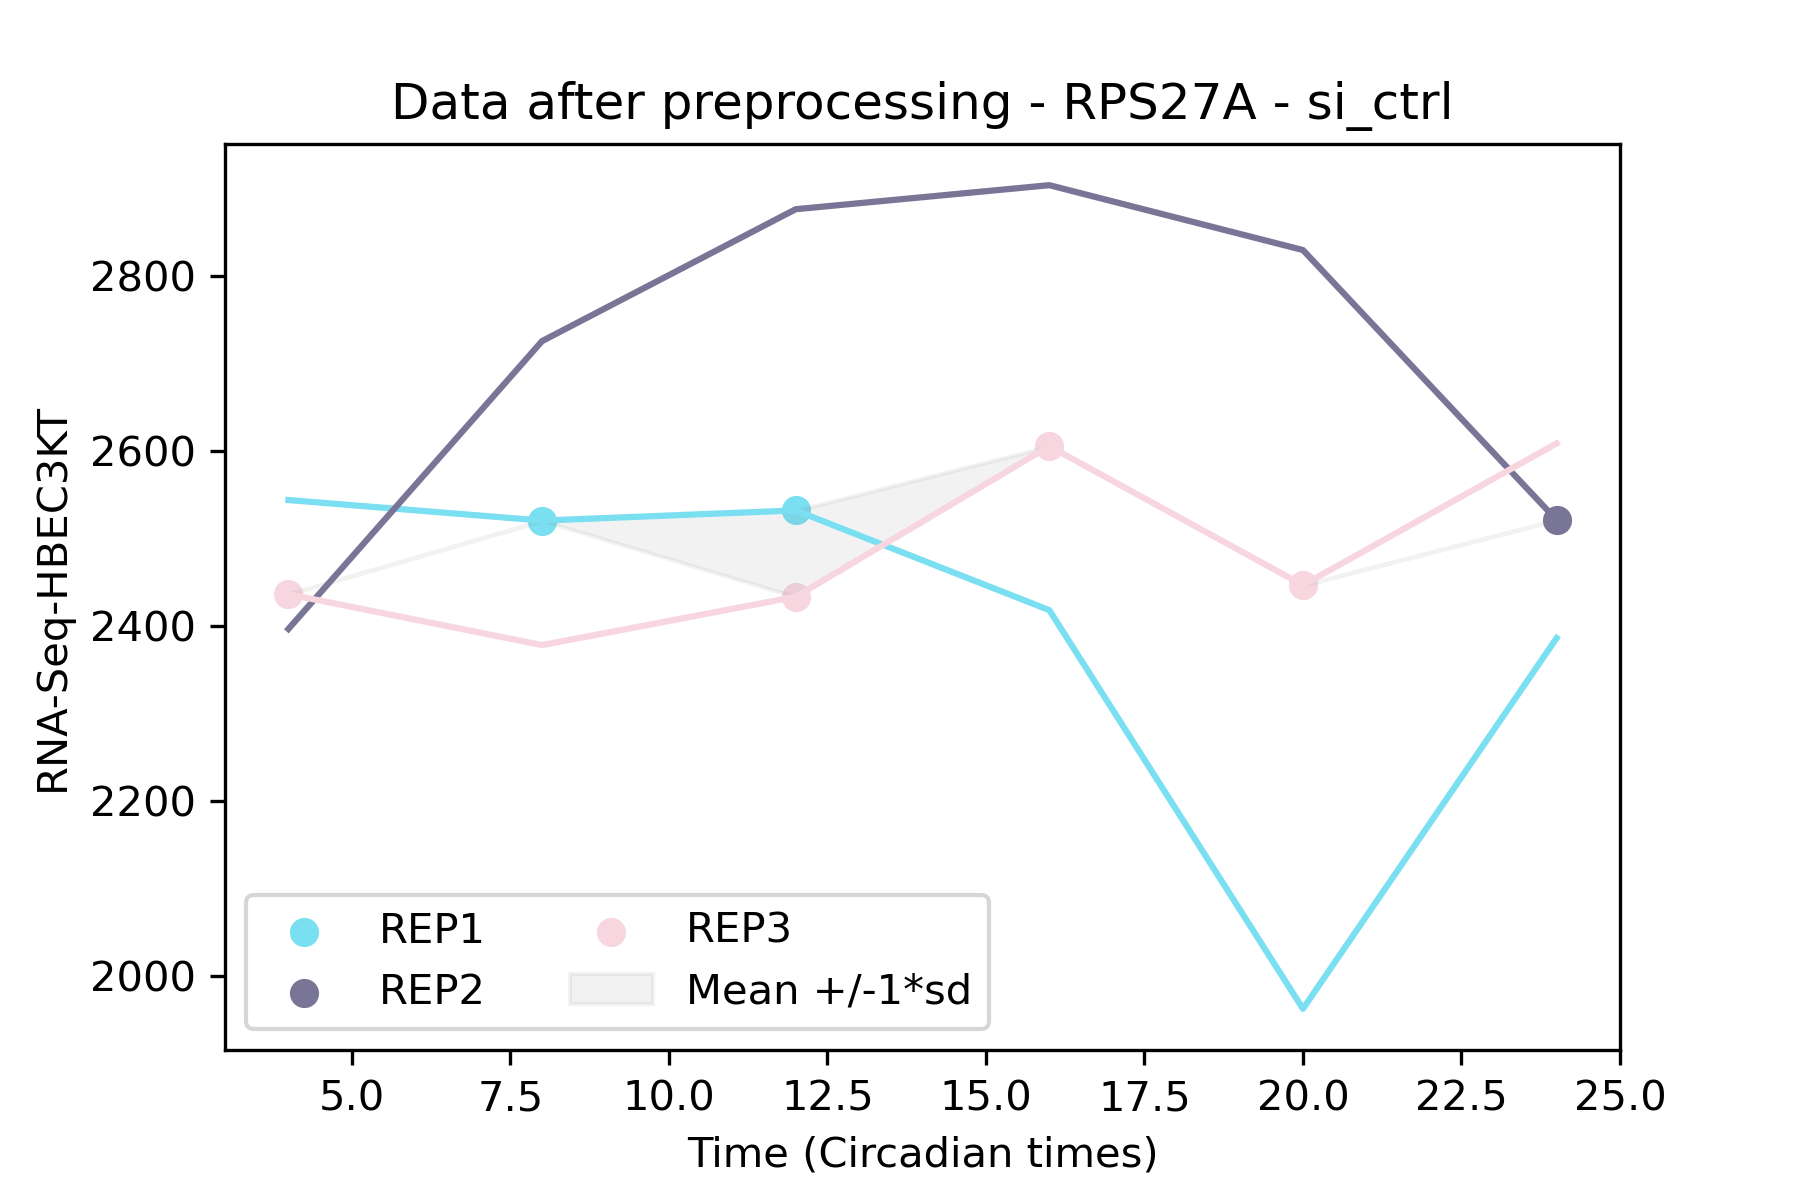 Data after preprocessing - RPS27A - si_ctrl
RNA-Seq-HBEC3KT
2800
2600
2400
2200
2000
REP1
REP2
REP3
Mean +/-1*sd
5.0 7.5 10.0 12.5 15.0 17.5 20.0 22.5 25.0
Time (Circadian times)